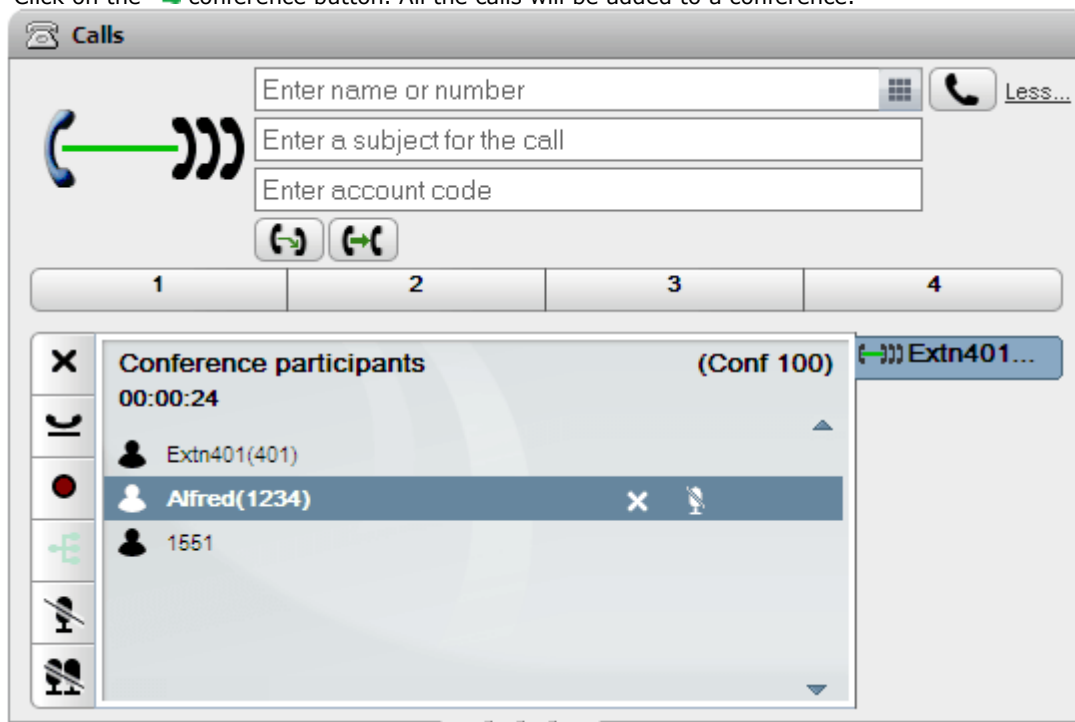 Click on the conference button. All the calls will be added to a conference.
Calls
Enter name or number
Less...
Enter a subject for the call
Enter account code
1 2 3 4
Conference participants (Conf 100) Extn401...
00:00:24
Extn401(401)
Alfred(1234)
1551